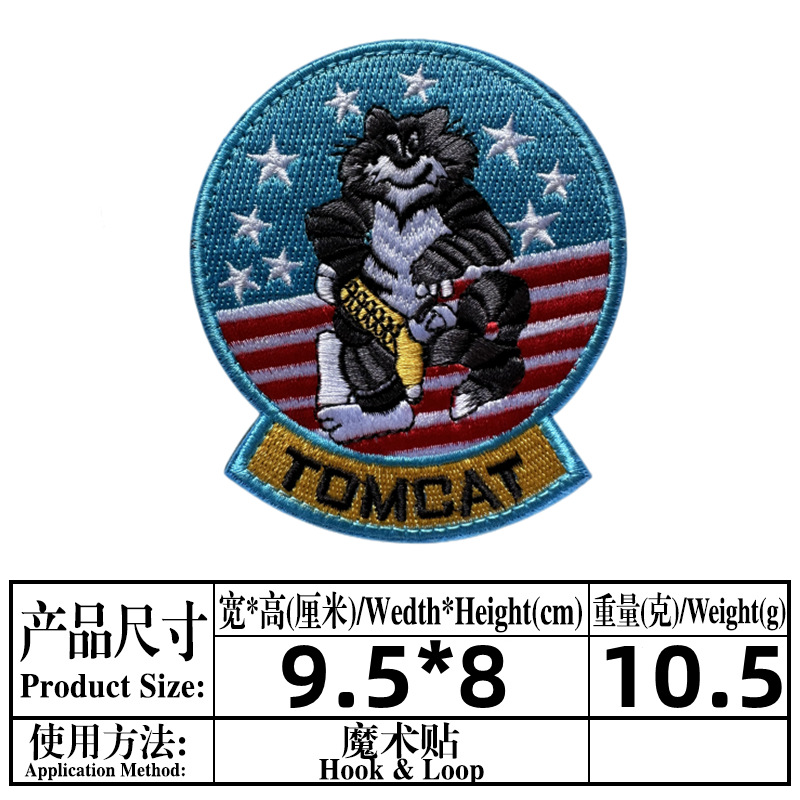 TOMCAT
产品尺寸
Product Size:
宽*高(厘米)/Wedth*Height(cm)
9.5*8
重量(克)/Weight(g)
10.5
使用方法:
Application Method:
魔术贴
Hook & Loop